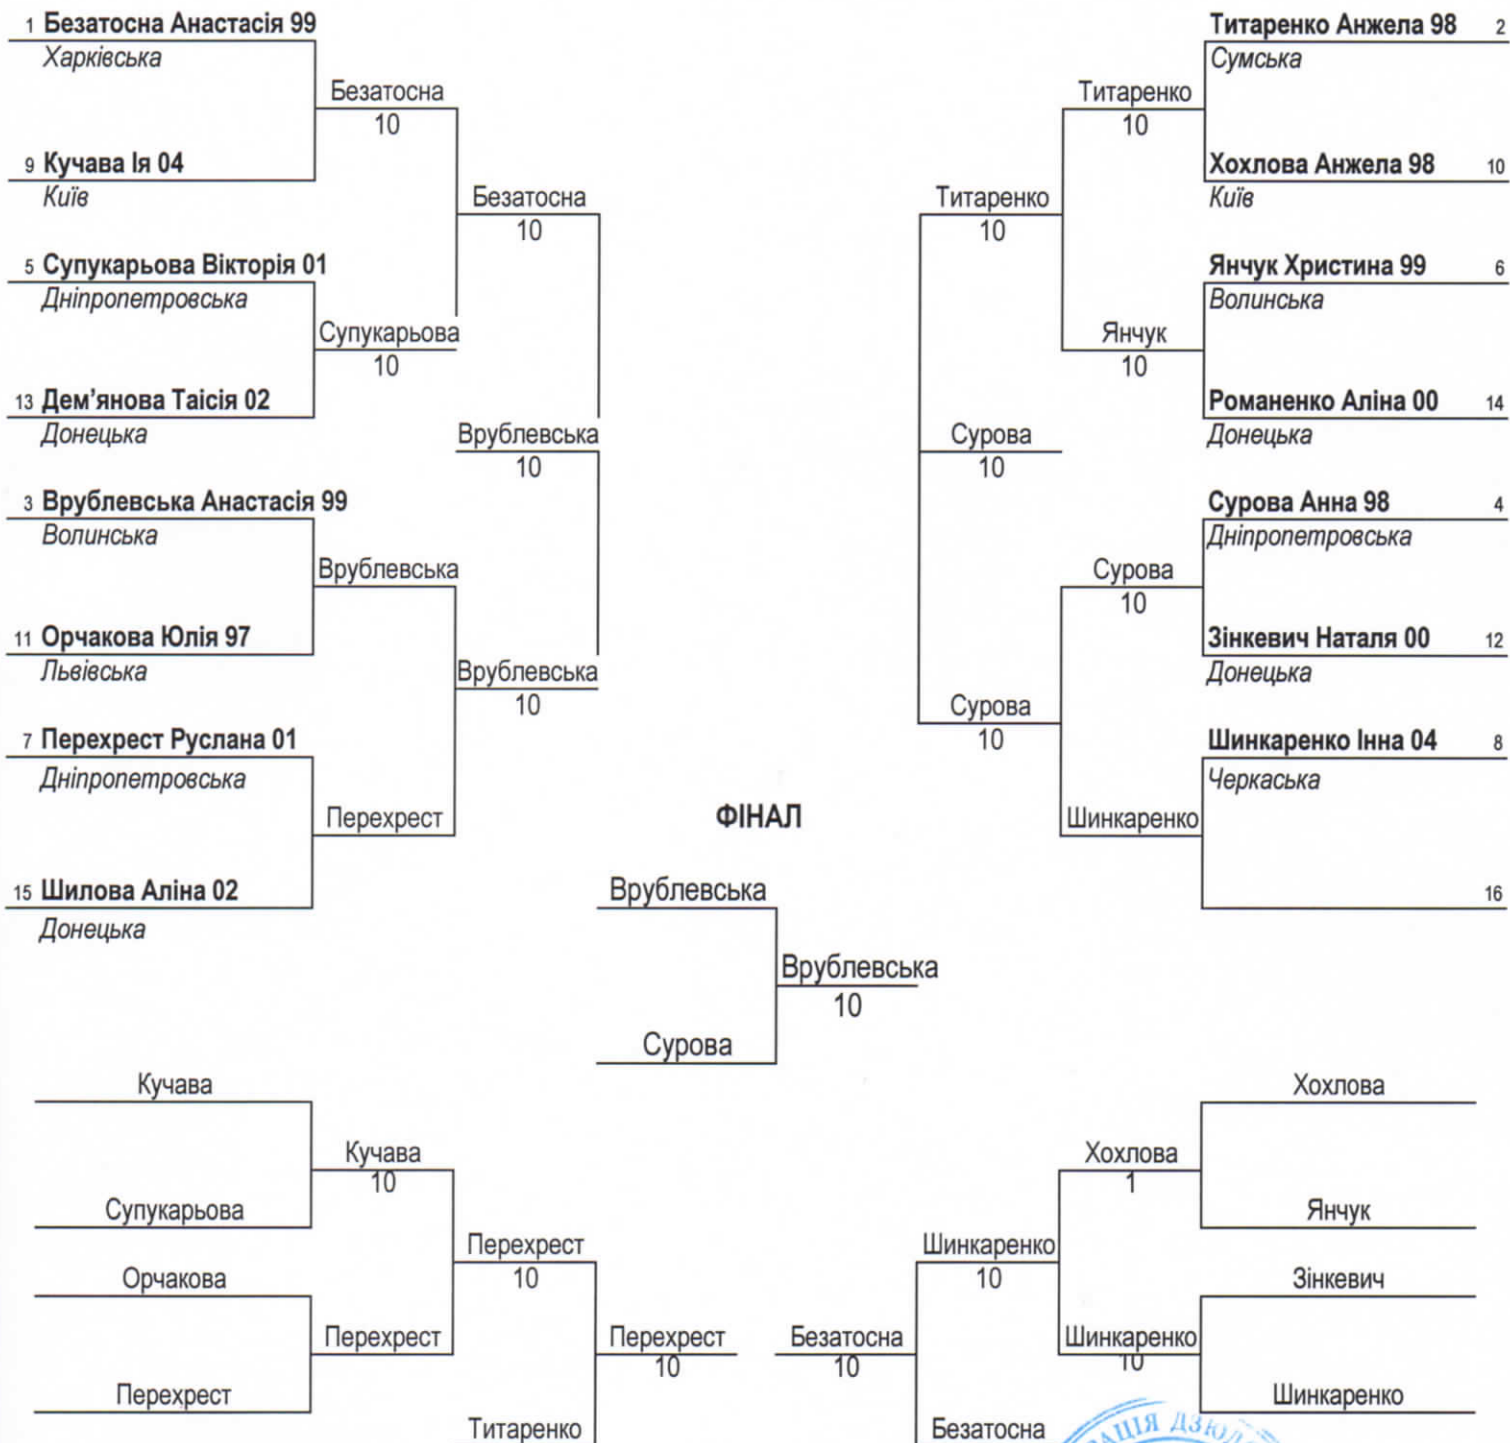 1 Безатосна Анастасія 99
Харківська
Безатосна
10
9 Кучава Ія 04
Київ
Безатосна
10
5 Супукарьова Вікторія 01
Дніпропетровська
Супукарьова
10
13 Дем'янова Таісія 02
Донецька
Врублевська
10
3 Врублевська Анастасія 99
Волинська
Врублевська
11 Орчакова Юлія 97
Львівська
Врублевська
10
7 Перехрест Руслана 01
Дніпропетровська
Перехрест
15 Шилова Аліна 02
Донецька
Титаренко Анжела 98 2
Сумська
Титаренко
10
Хохлова Анжела 98 10
Київ
Титаренко
10
Янчук Христина 99 6
Волинська
Янчук
10
Романенко Аліна 00 14
Донецька
Сурова
10
Сурова Анна 98 4
Дніпропетровська
Сурова
10
Зінкевич Наталя 00 12
Донецька
Сурова
10
Шинкаренко Інна 04 8
Черкаська
Шинкаренко
16
ФІНАЛ
Врублевська
Врублевська
10
Сурова
Кучава
Кучава
10
Супукарьова
Перехрест
10
Орчакова
Перехрест
Перехрест
10
Перехрест
Титаренко
Хохлова
Хохлова
1
Янчук
Шинкаренко
10
Зінкевич
Безатосна
10
Шинкаренко
10
Шинкаренко
Безатосна
АЦІЯ ДЗЮДО